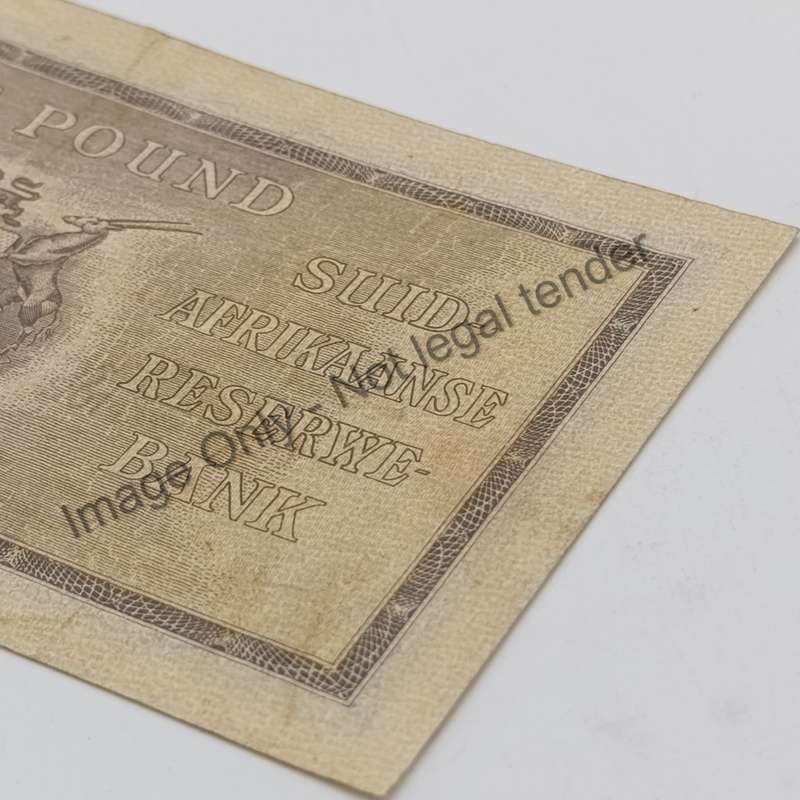 POUND
SUID-
AFRIKAANSE
RESERWE-
BANK
Image Only - Not legal tender